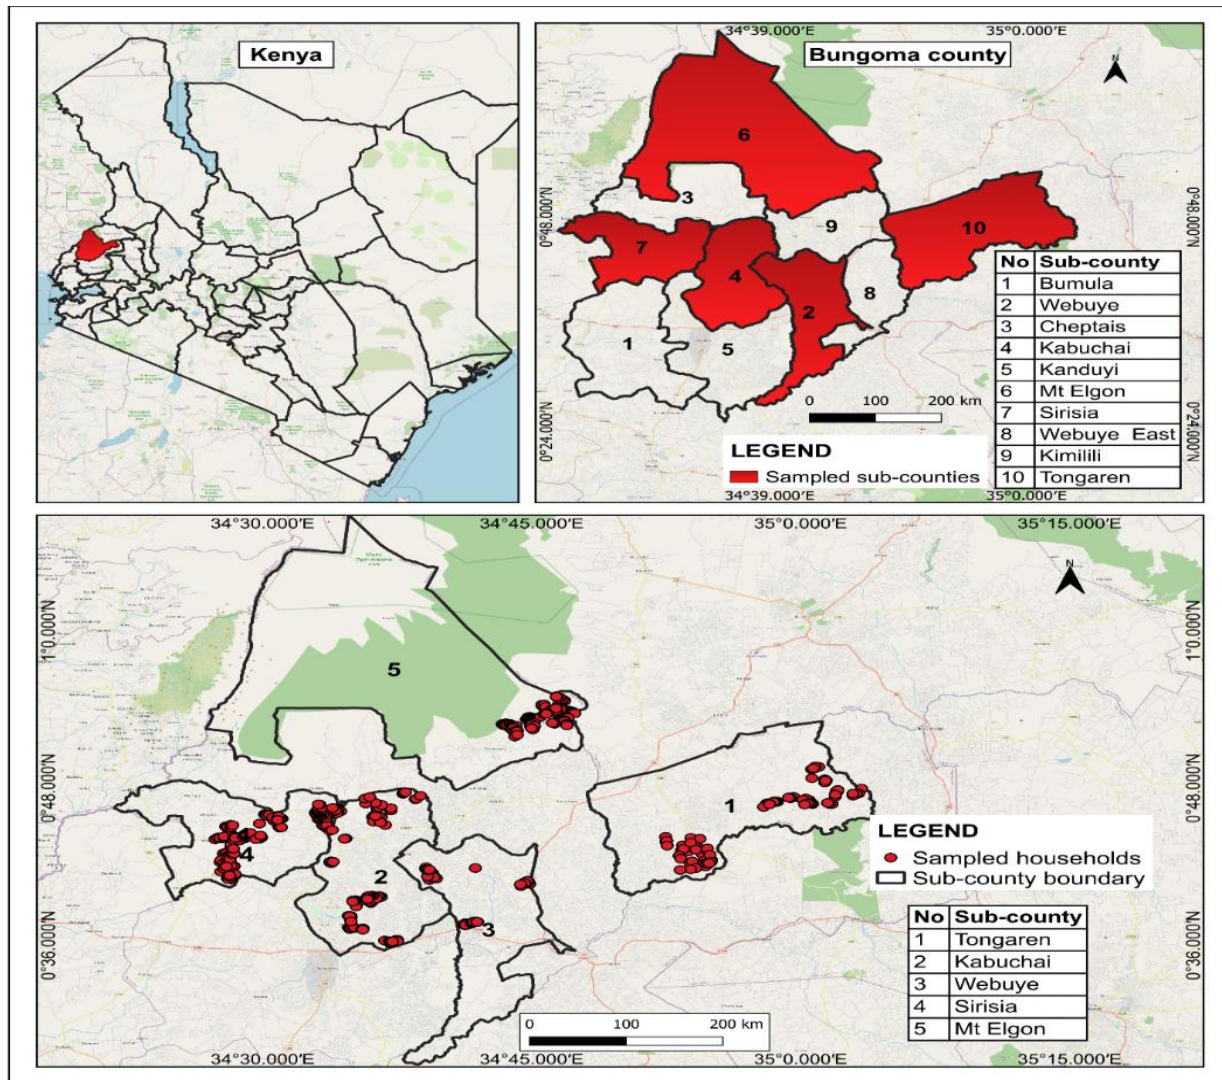 Kenya
34°39.000'E 35°0.000'E
Bungoma county
N
6
3
9
10
7
4
2
8
1
5
0°48.000'N
0°48.000'N
0°24.000'N
0°24.000'N
No Sub-county
1 Bumula
2 Webuye
3 Cheptais
4 Kabuchai
5 Kanduyi
6 Mt Elgon
7 Sirisia
8 Webuye East
9 Kimilili
10 Tongaren
0 100 200 km
LEGEND
Sampled sub-counties
34°39.000'E 35°0.000'E
34°30.000'E 34°45.000'E 35°0.000'E 35°15.000'E
N
1°0.000'N
1°0.000'N
5
1
4
2
3
0°48.000'N
0°48.000'N
0°36.000'N
0°36.000'N
LEGEND
Sampled households
Sub-county boundary
No Sub-county
1 Tongaren
2 Kabuchai
3 Webuye
4 Sirisia
5 Mt Elgon
0 100 200 km
34°30.000'E 34°45.000'E 35°0.000'E 35°15.000'E